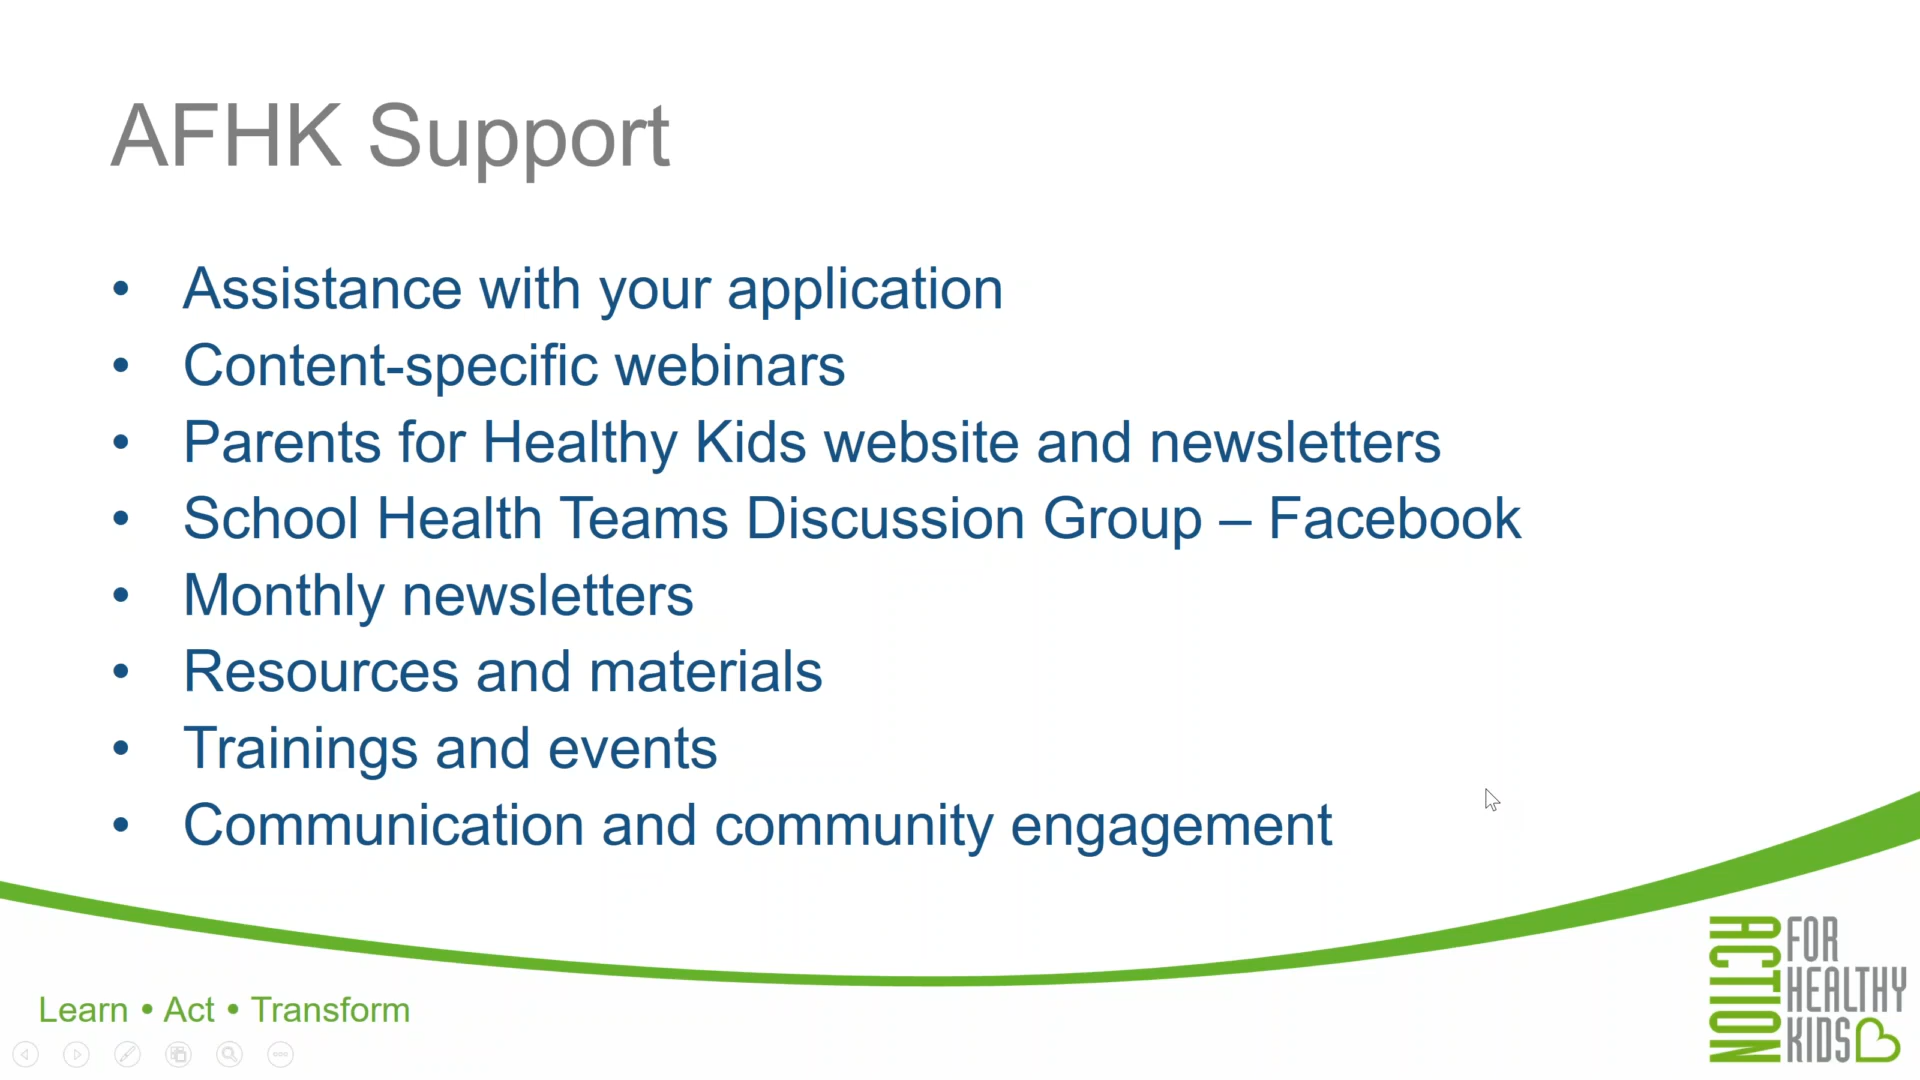 AFHK Support
• Assistance with your application
• Content-specific webinars
• Parents for Healthy Kids website and newsletters
• School Health Teams Discussion Group – Facebook
• Monthly newsletters
• Resources and materials
• Trainings and events
• Communication and community engagement
Learn • Act • Transform
ACTION
FOR
HEALTHY
KIDS